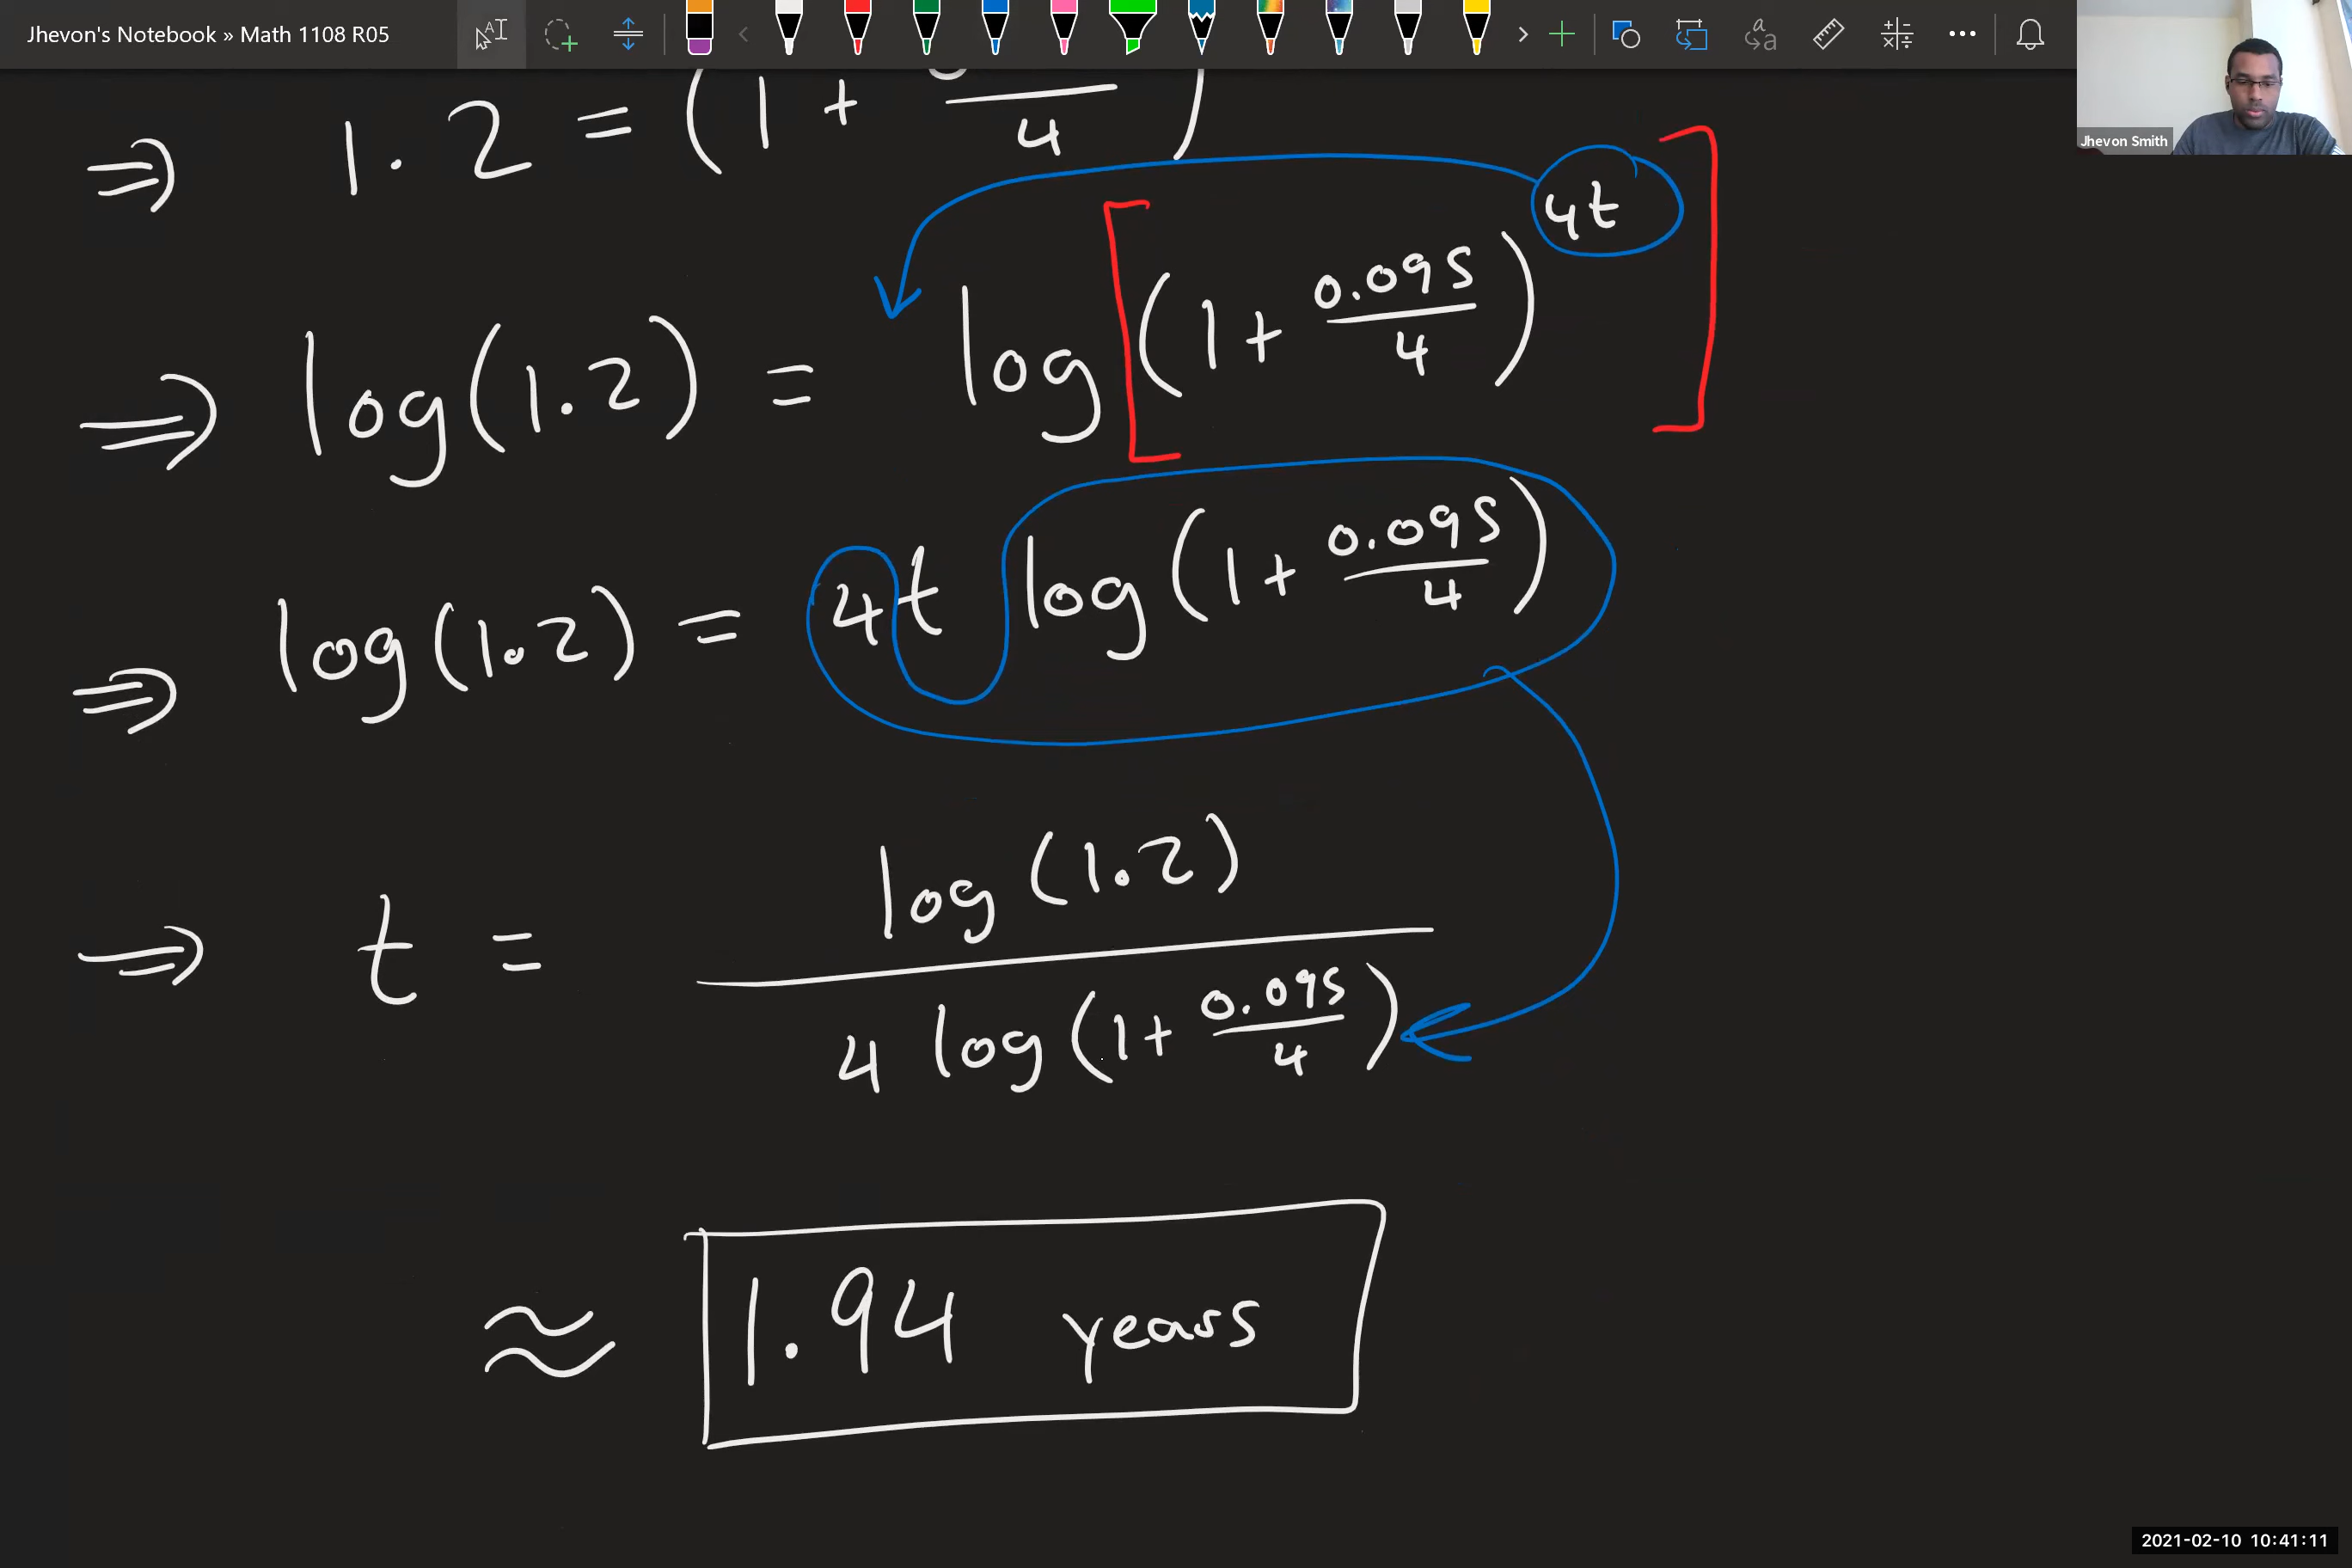 Jhevon's Notebook » Math 1108 R05
Jhevon Smith
⇒ 1.2 = (1 + /4)
⇒ log(1.2) = log[(1 + 0.095/4)^4t]
⇒ log(1.2) = 4t log(1 + 0.095/4)
⇒ t = log(1.2) / 4 log(1 + 0.095/4)
≈ 1.94 years
2021-02-10 10:41:11